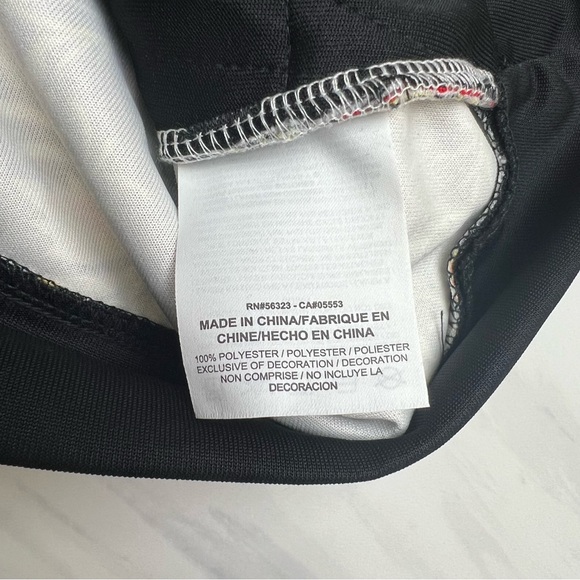 RN#56323 - CA#05553
MADE IN CHINA/FABRIQUE EN
CHINE/HECHO EN CHINA
100% POLYESTER / POLYESTER / POLIESTER
EXCLUSIVE OF DECORATION / DECORATION
NON COMPRISE / NO INCLUYE LA
DECORACION